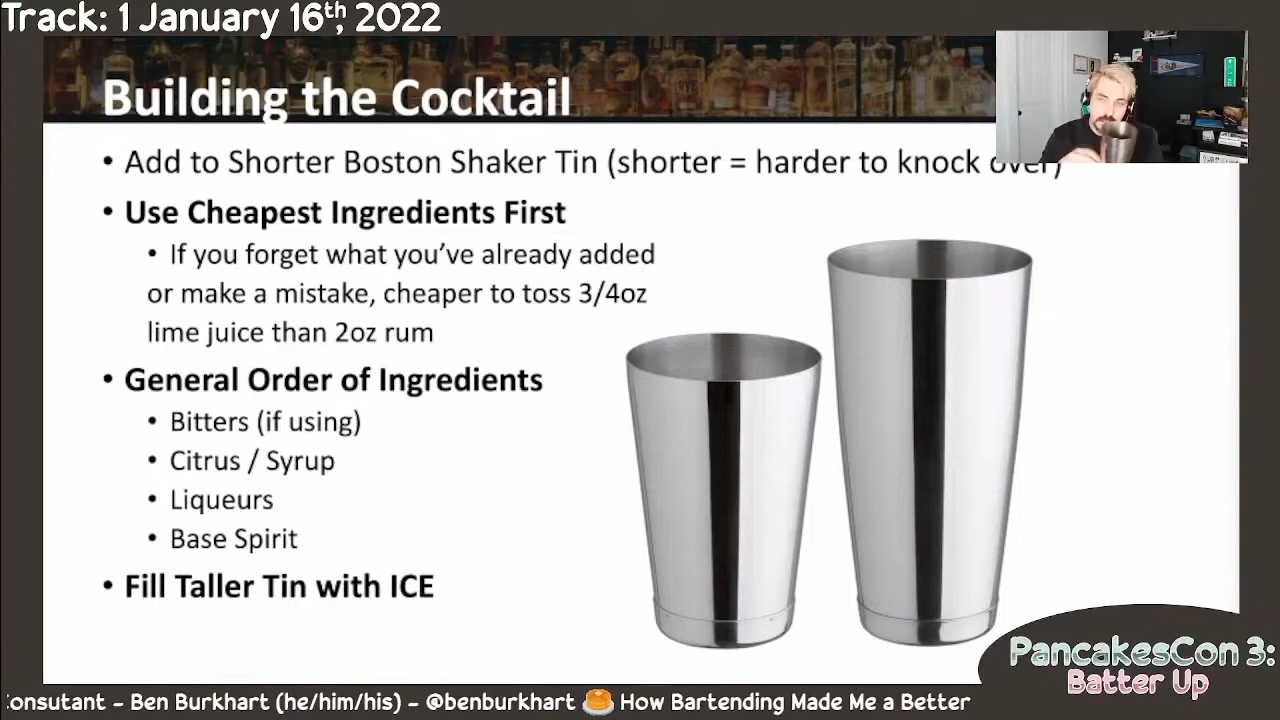 Track: 1 January 16th, 2022
Building the Cocktail
• Add to Shorter Boston Shaker Tin (shorter = harder to knock over)
• Use Cheapest Ingredients First
• If you forget what you’ve already added
or make a mistake, cheaper to toss 3/4oz
lime juice than 2oz rum
• General Order of Ingredients
• Bitters (if using)
• Citrus / Syrup
• Liqueurs
• Base Spirit
• Fill Taller Tin with ICE
PancakesCon 3:
Batter Up
onsutant - Ben Burkhart (he/him/his) - @benburkhart 🥞 How Bartending Made Me a Better